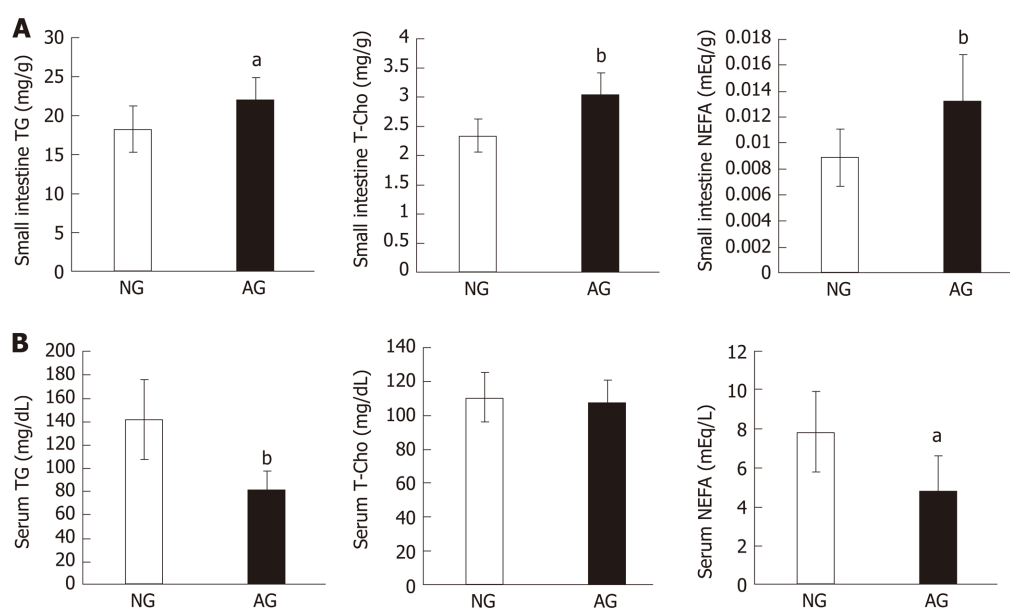 A
Small intestine TG (mg/g)
30
25
20
15
10
5
0
a
NG
AG
Small intestine T-Cho (mg/g)
4
3.5
3
2.5
2
1.5
1
0.5
0
b
NG
AG
Small intestine NEFA (mEq/g)
0.018
0.016
0.014
0.012
0.01
0.008
0.006
0.004
0.002
0
b
NG
AG
B
Serum TG (mg/dL)
200
180
160
140
120
100
80
60
40
20
0
b
NG
AG
Serum T-Cho (mg/dL)
140
120
100
80
60
40
20
0
NG
AG
Serum NEFA (mEq/L)
12
10
8
6
4
2
0
a
NG
AG